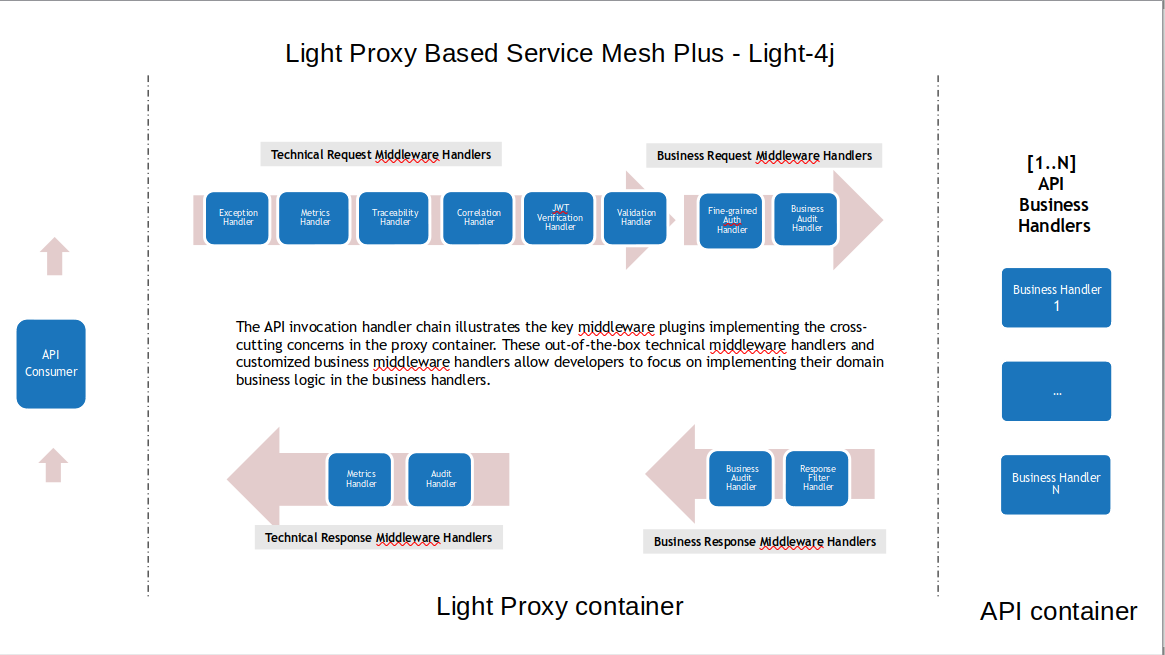 Light Proxy Based Service Mesh Plus - Light-4j
Technical Request Middleware Handlers
Business Request Middleware Handlers
Exception
Handler
Metrics
Handler
Traceability
Handler
Correlation
Handler
JWT
Verification
Handler
Validation
Handler
Fine-grained
Auth
Handler
Business
Audit
Handler
[1..N]
API
Business
Handlers
Business Handler
1
...
Business Handler
N
API
Consumer
The API invocation handler chain illustrates the key middleware plugins implementing the cross-
cutting concerns in the proxy container. These out-of-the-box technical middleware handlers and
customized business middleware handlers allow developers to focus on implementing their domain
business logic in the business handlers.
Metrics
Handler
Audit
Handler
Business
Audit
Handler
Response
Filter
Handler
Technical Response Middleware Handlers
Business Response Middleware Handlers
Light Proxy container
API container